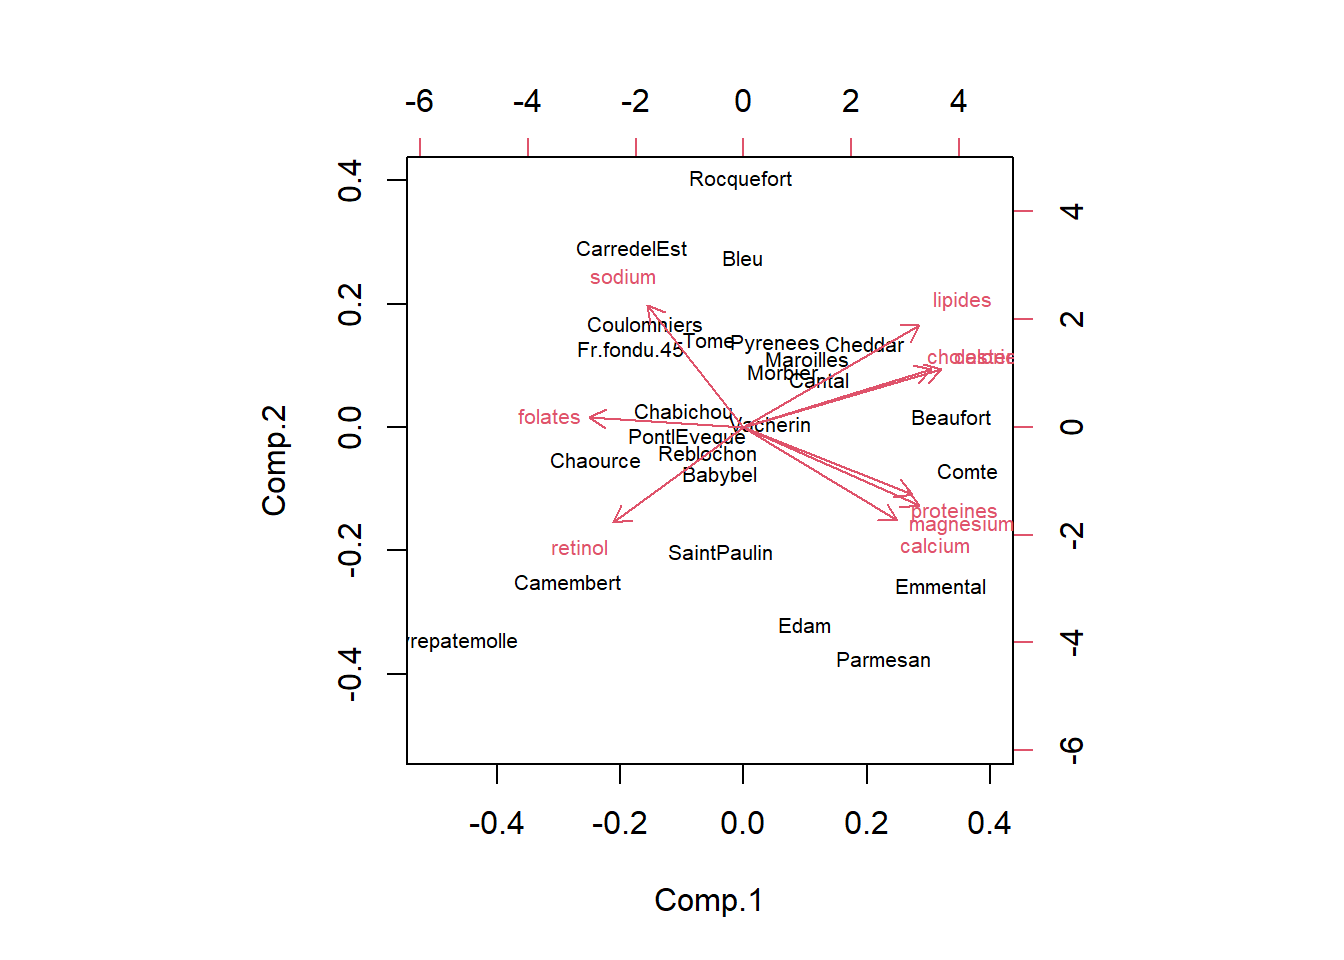 -6 -4 -2 0 2 4
Rocquefort
0.4
4
CarredelEst
Bleu
sodium
lipides
0.2
2
Coulomniers
Tome
Pyrenees
Cheddar
Fr.fondu.45
Maroilles
Morbier
Cantal
Chabichou
folates
Vacherin
Beaufort
0.0
0
PontlEveque
Reblochon
Chaource
Babybel
Comte
Comp.2
proteines
magnesium
calcium
-2
-0.2
retinol
SaintPaulin
Camembert
Emmental
Edam
yrepatemolle
Parmesan
-4
-0.4
-6
-0.4 -0.2 0.0 0.2 0.4
Comp.1